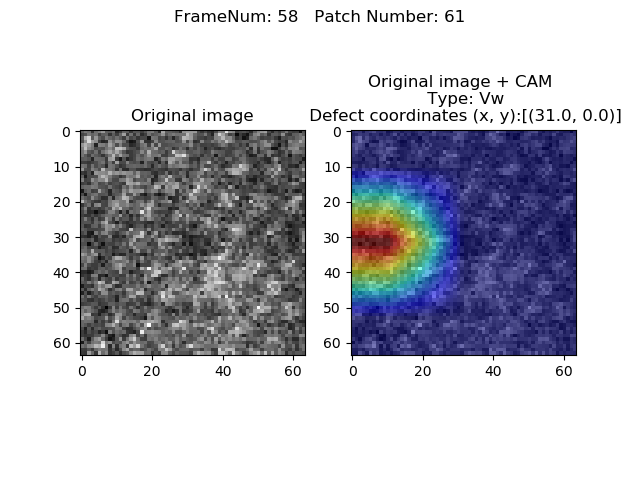 FrameNum: 58   Patch Number: 61
Original image
0
10
20
30
40
50
60
0 20 40 60
Original image + CAM
Type: Vw
Defect coordinates (x, y):[(31.0, 0.0)]
0
10
20
30
40
50
60
0 20 40 60